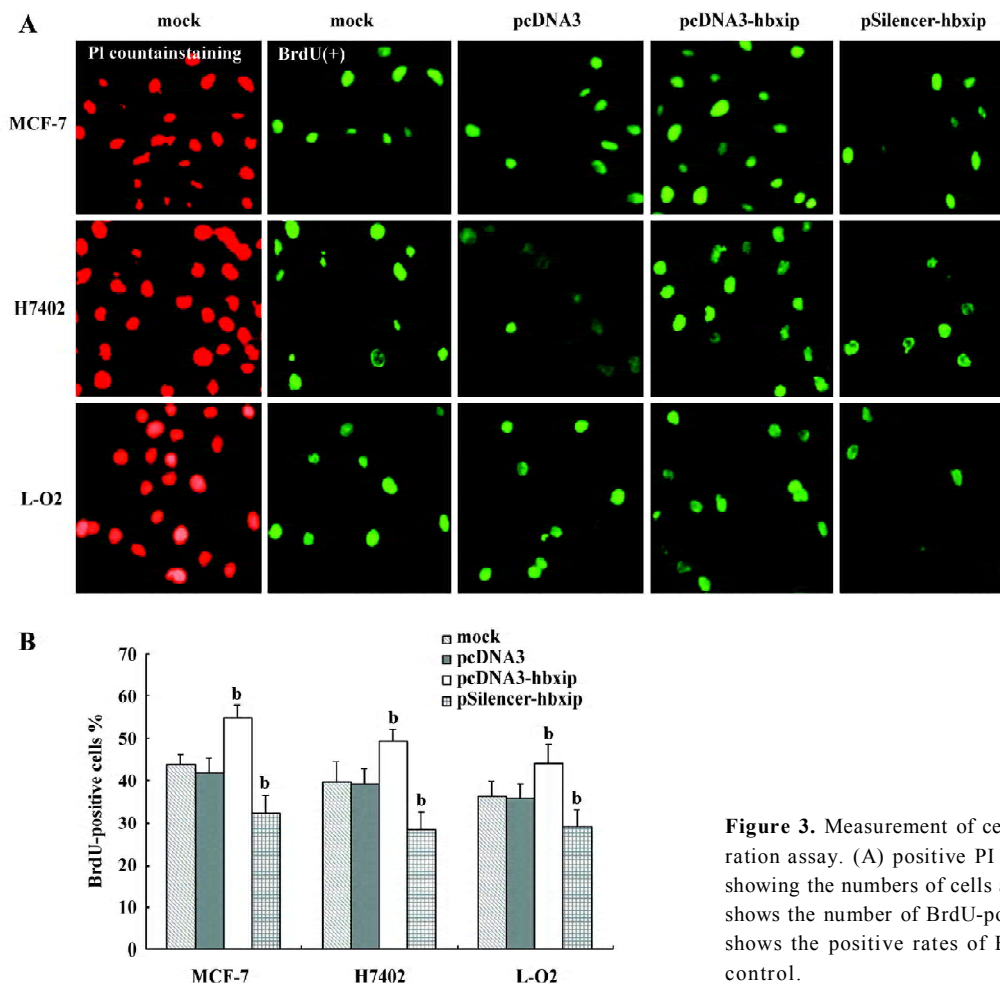 A
mock mock pcDNA3 pcDNA3-hbxip pSilencer-hbxip
PI countainstaining BrdU(+)
MCF-7
H7402
L-O2
B
mock
pcDNA3
pcDNA3-hbxip
pSilencer-hbxip
BrdU-positive cells %
70
60
50
40
30
20
10
0
b b b b b b
MCF-7 H7402 L-O2
Figure 3. Measurement of ce
ration assay. (A) positive PI
showing the numbers of cells
shows the number of BrdU-po
shows the positive rates of
control.